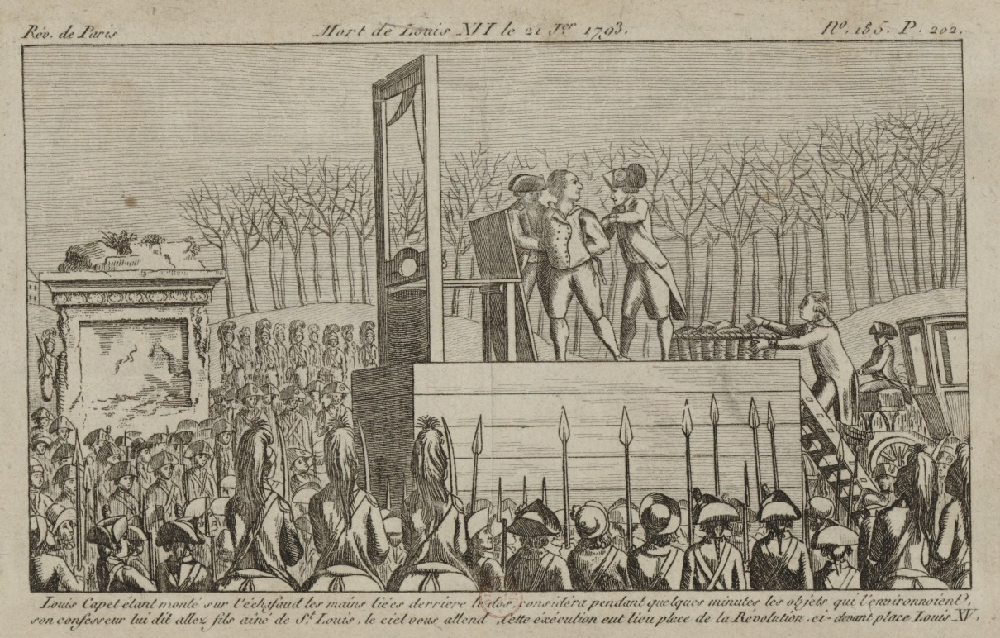 Rév. de Paris
Mort de Louis XVI le 21 Jer 1793.
No. 185. P. 202.
Louis Capet étant monté sur l'échafaud les mains liées derriere le dos, considéra pendant quelques minutes les objets qui l'environnoient,
son confesseur lui dit allez fils ainé de St. Louis, le ciel vous attend. Cette exécution eut lieu place de la Révolution, ci-devant place Louis XV.